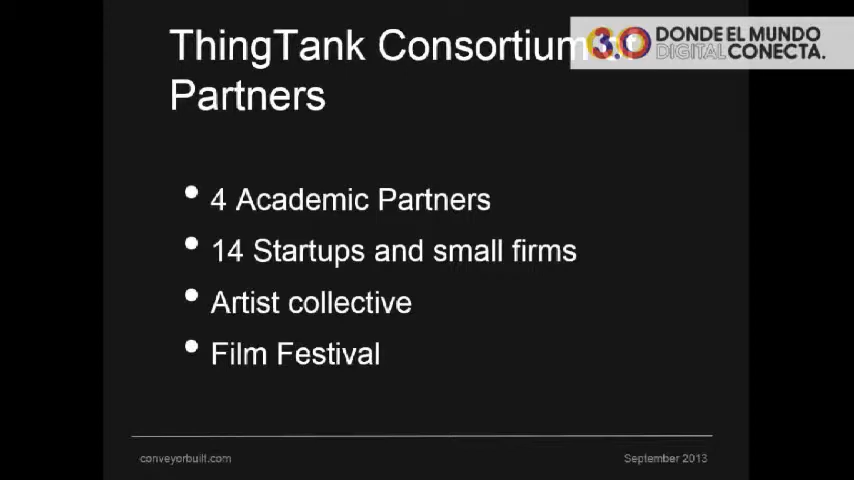 ThingTank Consortium
Partners
3.0 DONDE EL MUNDO
DIGITAL CONECTA.
• 4 Academic Partners
• 14 Startups and small firms
• Artist collective
• Film Festival
conveyorbuilt.com
September 2013